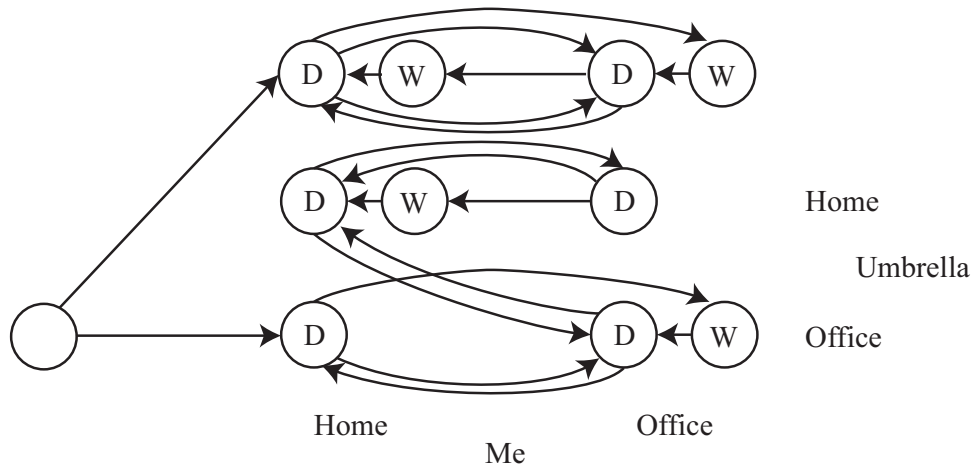 D W D W
D W D
Home
Umbrella
D D W
Office
Home Office
Me